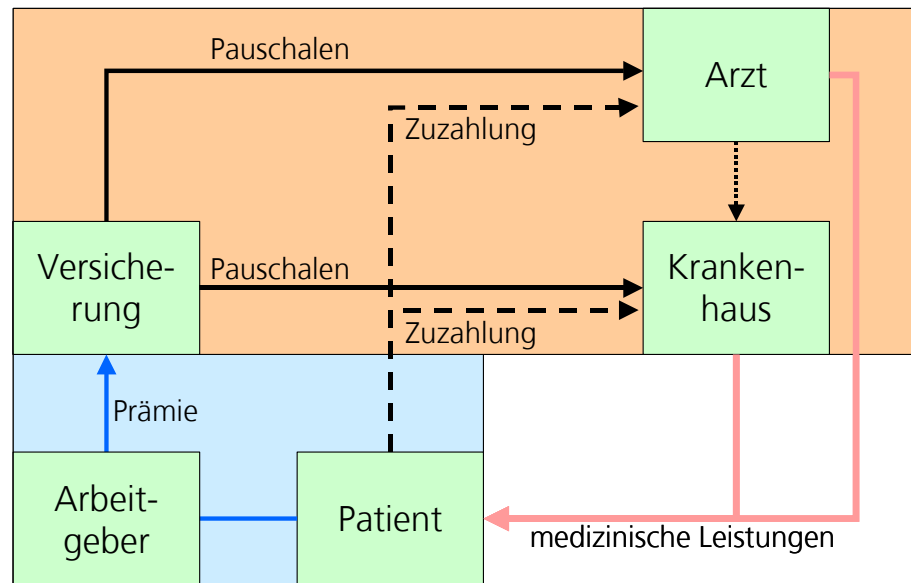 Pauschalen
Arzt
Zuzahlung
Versiche-
rung
Pauschalen
Kranken-
haus
Zuzahlung
Prämie
Arbeit-
geber
Patient
medizinische Leistungen